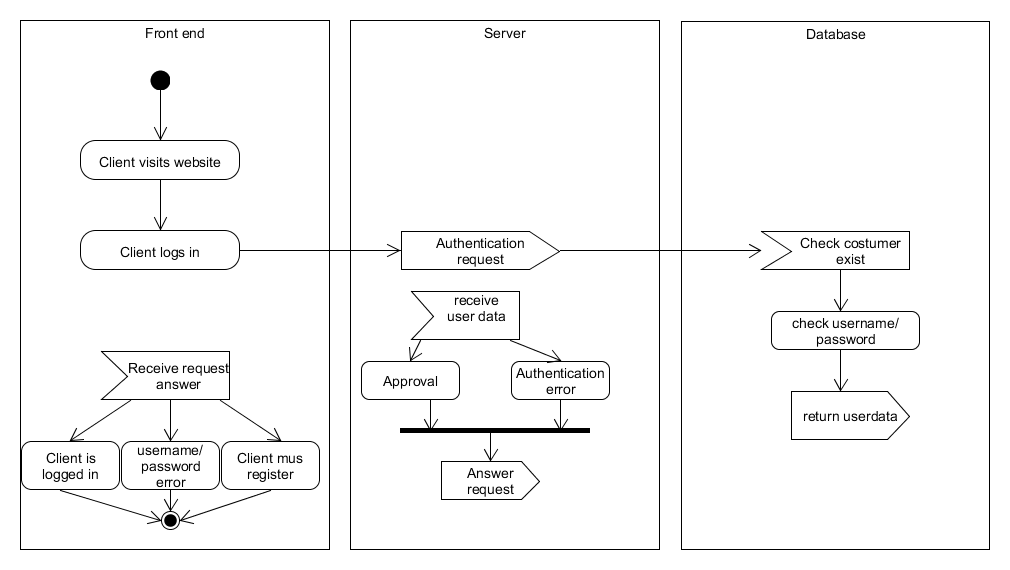 Front end
Client visits website
Client logs in
Receive request
answer
Client is
logged in
username/
password
error
Client mus
register
Server
Authentication
request
receive
user data
Approval
Authentication
error
Answer
request
Database
Check costumer
exist
check username/
password
return userdata